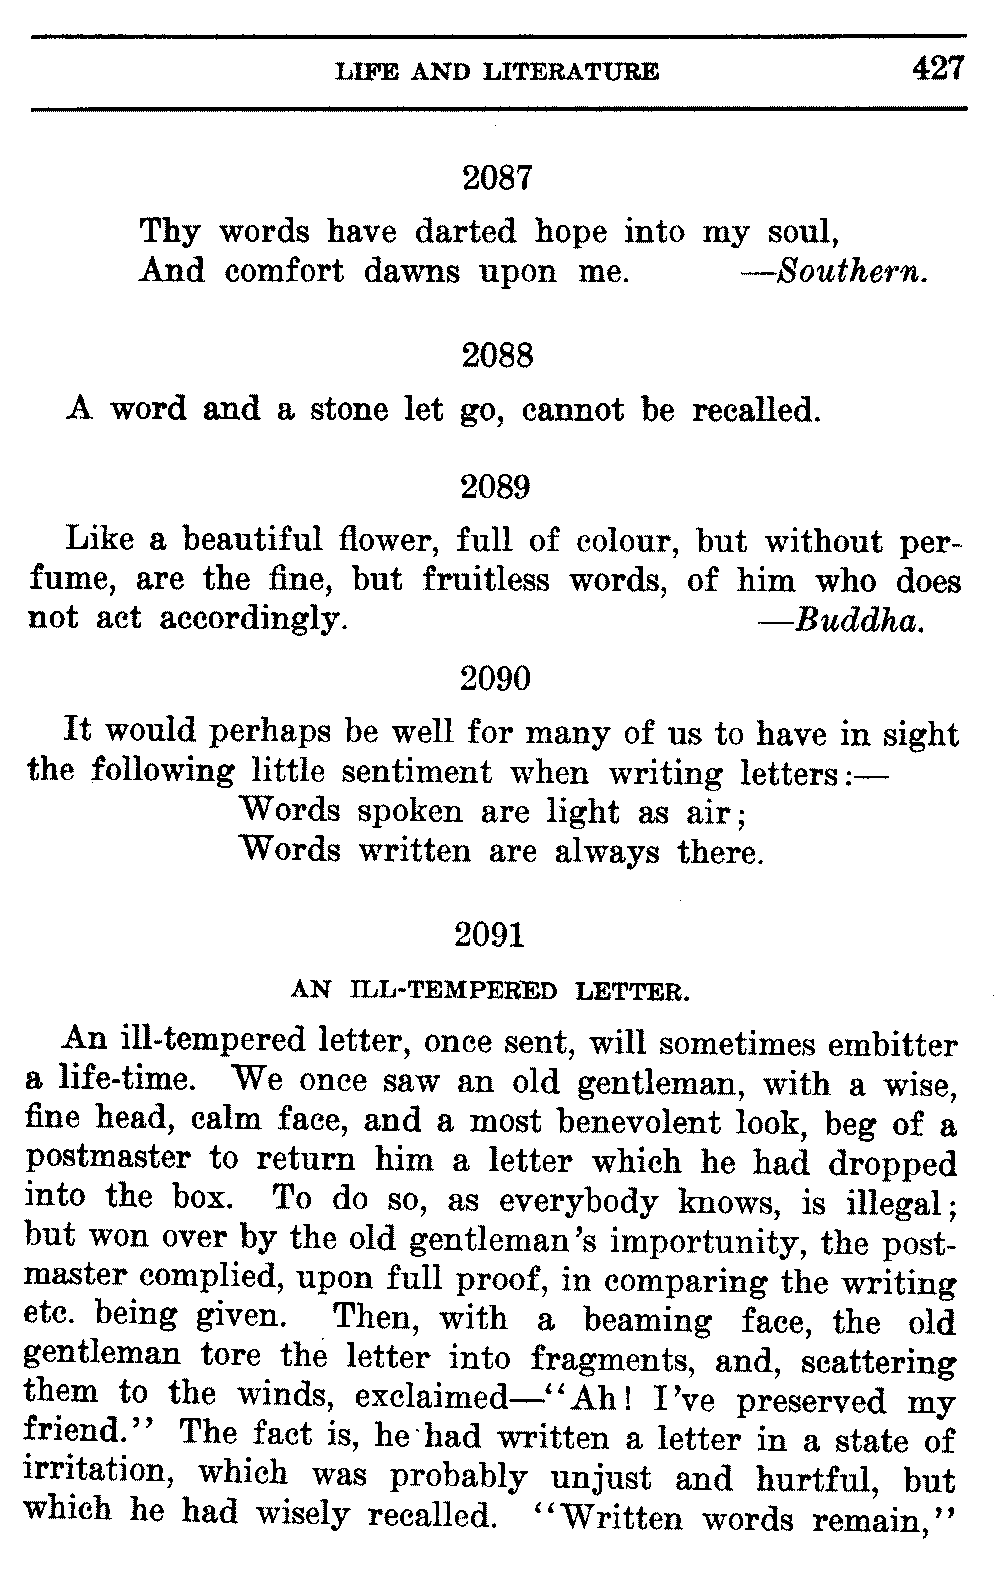 LIFE AND LITERATURE 427
2087
Thy words have darted hope into my soul,
And comfort dawns upon me. —Southern.
2088
A word and a stone let go, cannot be recalled.
2089
Like a beautiful flower, full of colour, but without per-
fume, are the fine, but fruitless words, of him who does
not act accordingly. —Buddha.
2090
It would perhaps be well for many of us to have in sight
the following little sentiment when writing letters:—
Words spoken are light as air;
Words written are always there.
2091
AN ILL-TEMPERED LETTER.
An ill-tempered letter, once sent, will sometimes embitter
a life-time. We once saw an old gentleman, with a wise,
fine head, calm face, and a most benevolent look, beg of a
postmaster to return him a letter which he had dropped
into the box. To do so, as everybody knows, is illegal;
but won over by the old gentleman's importunity, the post-
master complied, upon full proof, in comparing the writing
etc. being given. Then, with a beaming face, the old
gentleman tore the letter into fragments, and, scattering
them to the winds, exclaimed—"Ah! I've preserved my
friend." The fact is, he had written a letter in a state of
irritation, which was probably unjust and hurtful, but
which he had wisely recalled. "Written words remain,"